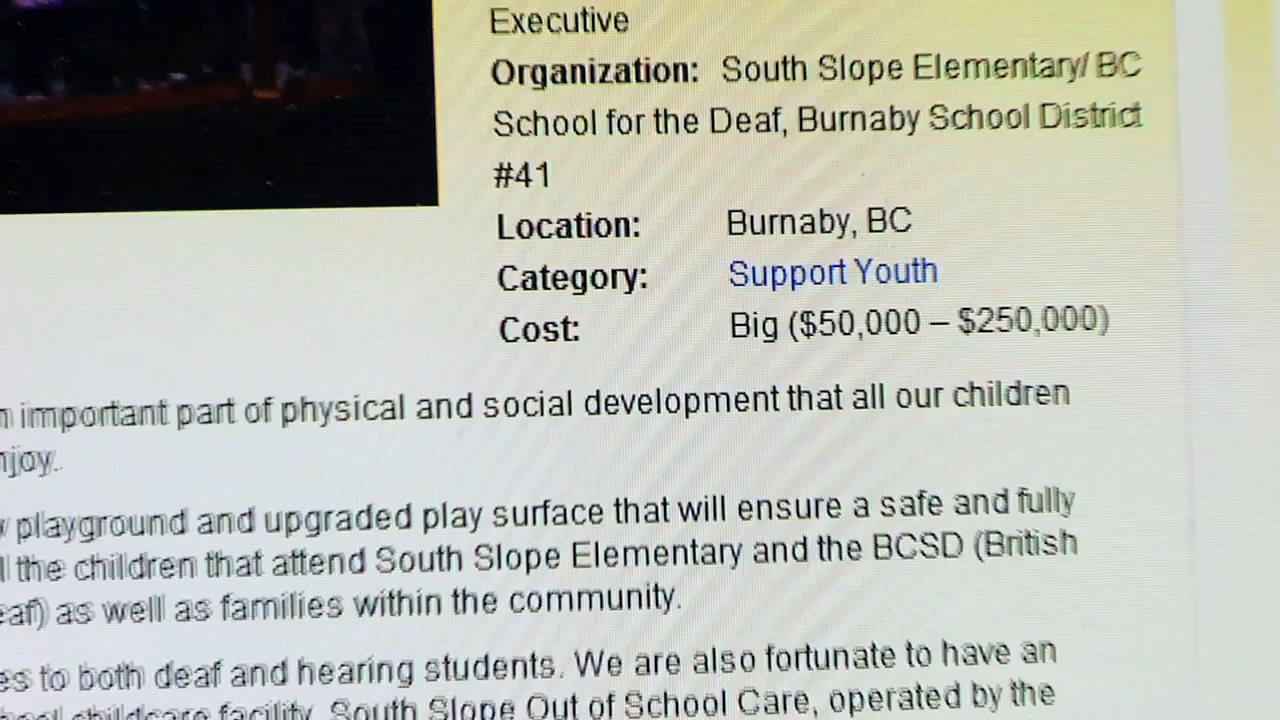 Executive
Organization: South Slope Elementary/ BC
School for the Deaf, Burnaby School District
#41
Location: Burnaby, BC
Category: Support Youth
Cost: Big ($50,000 – $250,000)
important part of physical and social development that all our children
njoy.
playground and upgraded play surface that will ensure a safe and fully
the children that attend South Slope Elementary and the BCSD (British
eaf) as well as families within the community.
es to both deaf and hearing students. We are also fortunate to have an
childcare facility, South Slope Out of School Care, operated by the